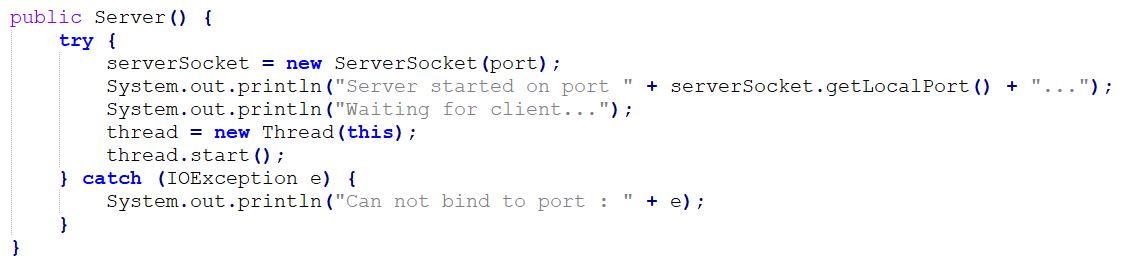 public Server() {
    try {
        serverSocket = new ServerSocket(port);
        System.out.println("Server started on port " + serverSocket.getLocalPort() + "...");
        System.out.println("Waiting for client...");
        thread = new Thread(this);
        thread.start();
    } catch (IOException e) {
        System.out.println("Can not bind to port : " + e);
    }
}